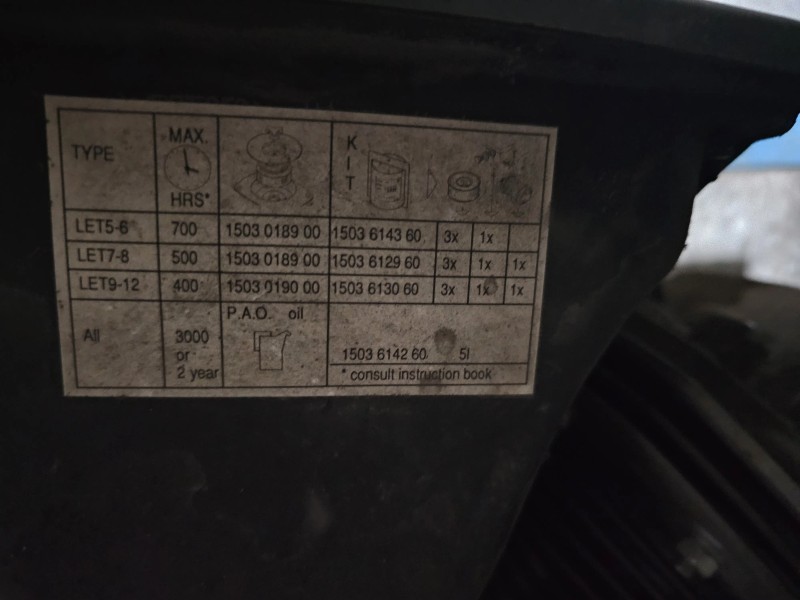 TYPE MAX. HRS* KIT
LET5-6 700 1503 0189 00 1503 6143 60 3x 1x
LET7-8 500 1503 0189 00 1503 6129 60 3x 1x 1x
LET9-12 400 1503 0190 00 1503 6130 60 3x 1x 1x
All 3000 or 2 year P.A.O. oil 1503 6142 60 5l
* consult instruction book